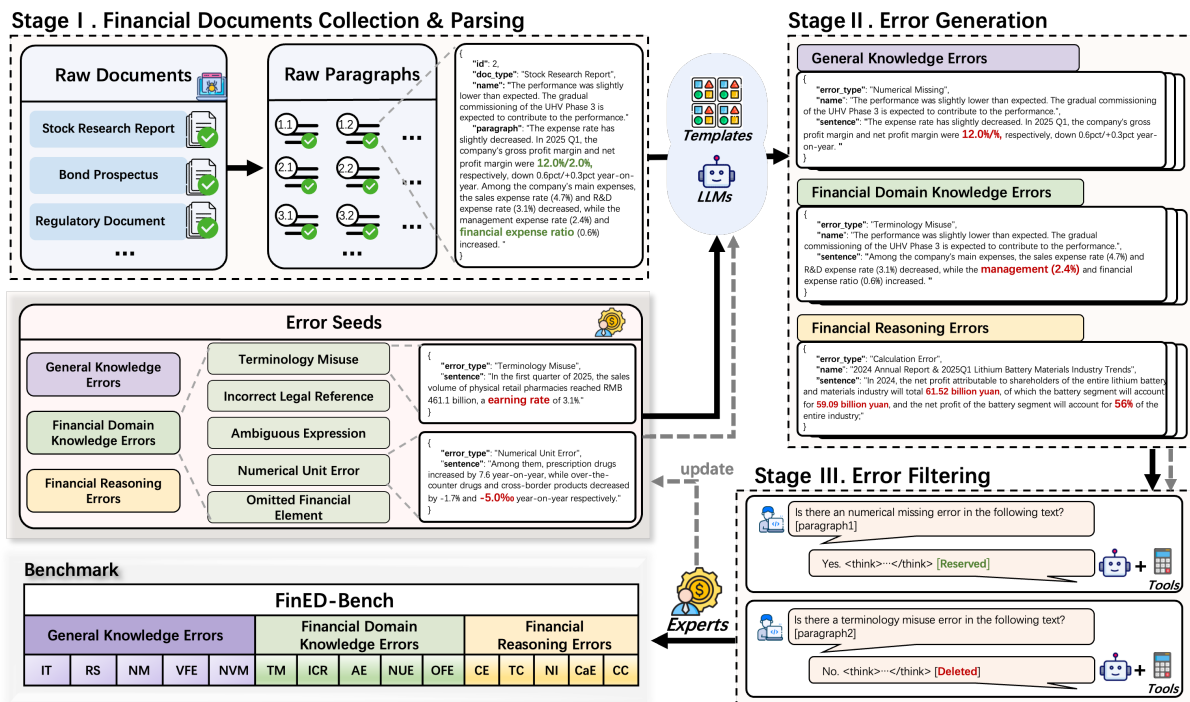 Stage Ⅰ. Financial Documents Collection & Parsing
Raw Documents
Stock Research Report
Bond Prospectus
Regulatory Document
...
Raw Paragraphs
1.1
1.2
...
2.1
2.2
...
3.1
3.2
...
...
{
"id": 2,
"doc_type": "Stock Research Report",
"name": "The performance was slightly
lower than expected. The gradual
commissioning of the UHV Phase 3 is
expected to contribute to the performance.",
"paragraph": "The expense rate has
slightly decreased. In 2025 Q1, the
company's gross profit margin and net
profit margin were 12.0%/2.0%,
respectively, down 0.6pct/+0.3pct year-on-
year. Among the company's main expenses,
the sales expense rate (4.7%) and R&D
expense rate (3.1%) decreased, while the
management expense rate (2.4%) and
financial expense ratio (0.6%)
increased. "
}
Templates
LLMs
Stage Ⅱ. Error Generation
General Knowledge Errors
{
"error_type": "Numerical Missing",
"name": "The performance was slightly lower than expected. The gradual commissioning
of the UHV Phase 3 is expected to contribute to the performance.",
"sentence": "The expense rate has slightly decreased. In 2025 Q1, the company's gross
profit margin and net profit margin were 12.0%/%, respectively, down 0.6pct/+0.3pct year-
on-year. "
}
Financial Domain Knowledge Errors
{
"error_type": "Terminology Misuse",
"name": "The performance was slightly lower than expected. The gradual
commissioning of the UHV Phase 3 is expected to contribute to the performance.",
"sentence": "Among the company's main expenses, the sales expense rate (4.7%) and
R&D expense rate (3.1%) decreased, while the management (2.4%) and financial
expense ratio (0.6%) increased. "
}
Financial Reasoning Errors
{
"error_type": "Calculation Error",
"name": "2024 Annual Report & 2025Q1 Lithium Battery Materials Industry Trends",
"sentence": "In 2024, the net profit attributable to shareholders of the entire lithium battery
and materials industry will total 61.52 billion yuan, of which the battery segment will account
for 59.09 billion yuan, and the net profit of the battery segment will account for 56% of the
entire industry;"
}
Error Seeds
General Knowledge
Errors
Financial Domain
Knowledge Errors
Financial Reasoning
Errors
Terminology Misuse
Incorrect Legal Reference
Ambiguous Expression
Numerical Unit Error
Omitted Financial
Element
{
"error_type": "Terminology Misuse",
"sentence": "In the first quarter of 2025, the sales
volume of physical retail pharmacies reached RMB
461.1 billion, a earning rate of 3.1%."
}
{
"error_type": "Numerical Unit Error",
"sentence": "Among them, prescription drugs
increased by 7.6 year-on-year, while over-the-
counter drugs and cross-border products decreased
by -1.7% and -5.0‰ year-on-year respectively."
}
update
Experts
Stage Ⅲ. Error Filtering
Is there an numerical missing error in the following text?
[paragraph1]
Yes. <think>···</think> [Reserved]
+
Tools
Is there a terminology misuse error in the following text?
[paragraph2]
No. <think>···</think> [Deleted]
+
Tools
Benchmark
FinED-Bench
General Knowledge Errors
Financial Domain
Knowledge Errors
Financial
Reasoning Errors
IT RS NM VFE NVM TM ICR AE NUE OFE CE TC NI CaE CC